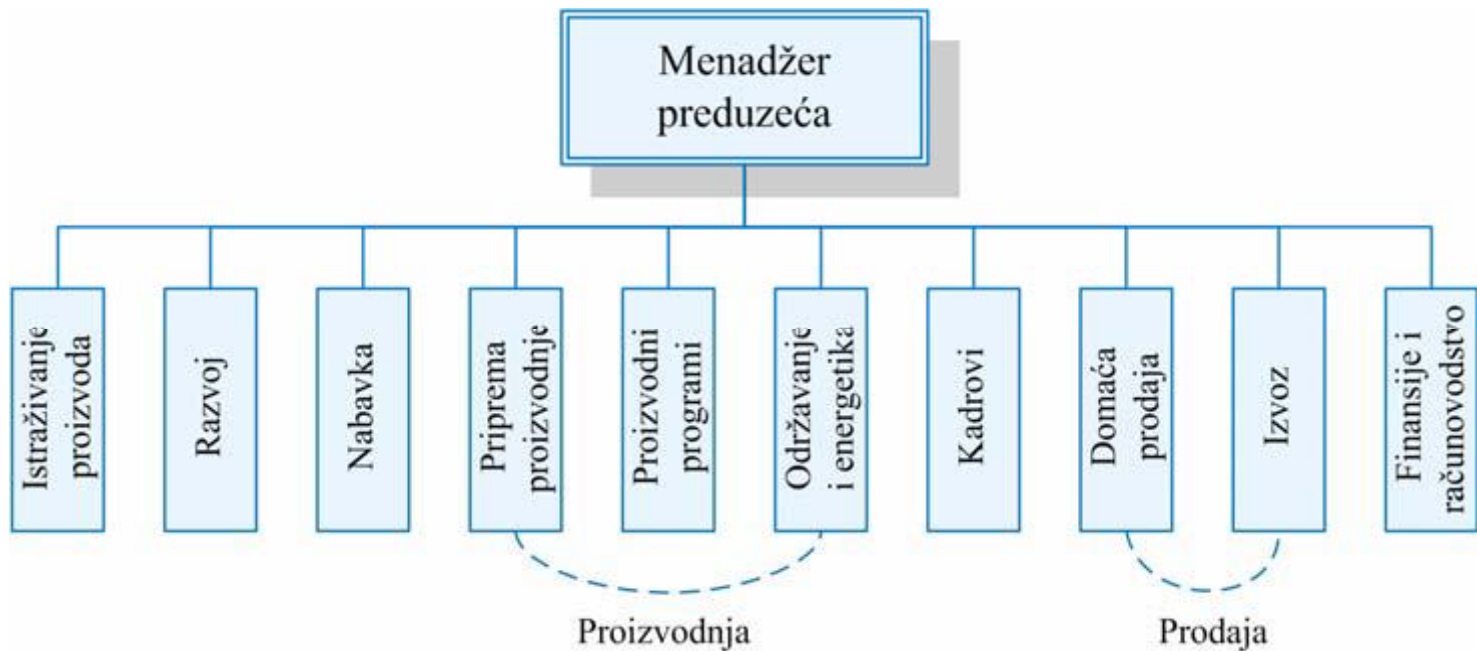 Menadžer
preduzeća
Istraživanje
proizvoda
Razvoj
Nabavka
Priprema
proizvodnje
Proizvodni
programi
Održavanje
i energetika
Kadrovi
Domaća
prodaja
Izvoz
Finansije i
računovodstvo
Proizvodnja
Prodaja